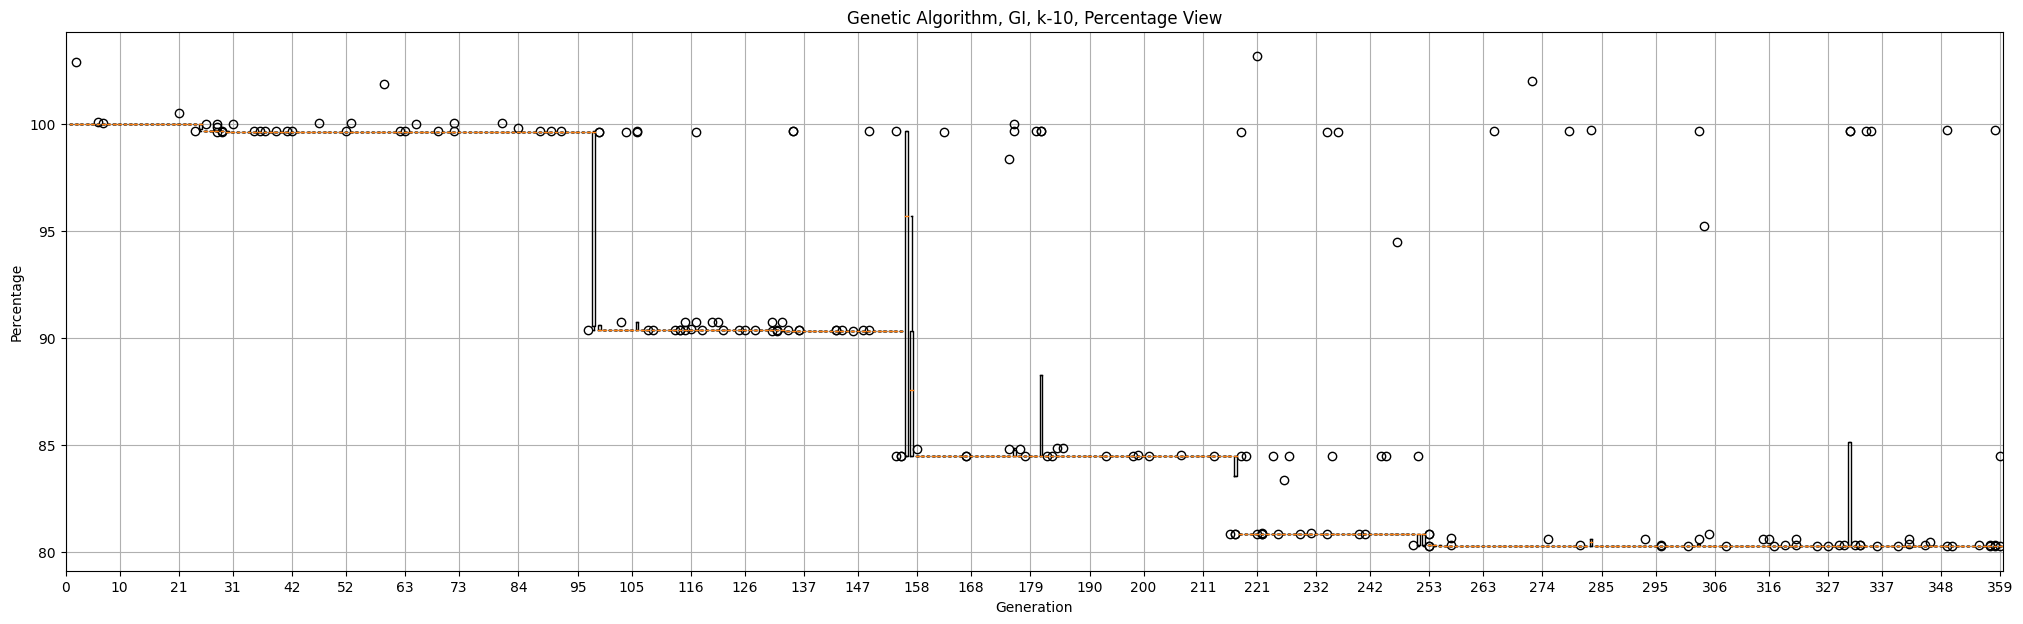 Genetic Algorithm, GI, k-10, Percentage View
Percentage
100
95
90
85
80
0 10 21 31 42 52 63 73 84 95 105 116 126 137 147 158 168 179 190 200 211 221 232 242 253 263 274 285 295 306 316 327 337 348 359
Generation